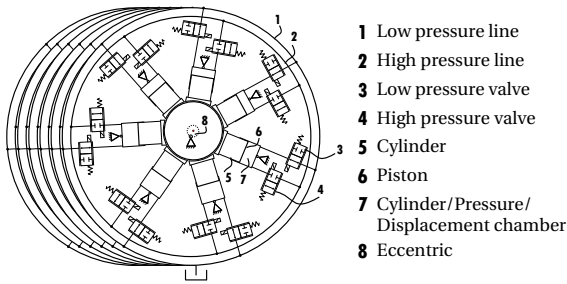 1
2
3
4
5
6
7
8
1 Low pressure line
2 High pressure line
3 Low pressure valve
4 High pressure valve
5 Cylinder
6 Piston
7 Cylinder/Pressure/
Displacement chamber
8 Eccentric